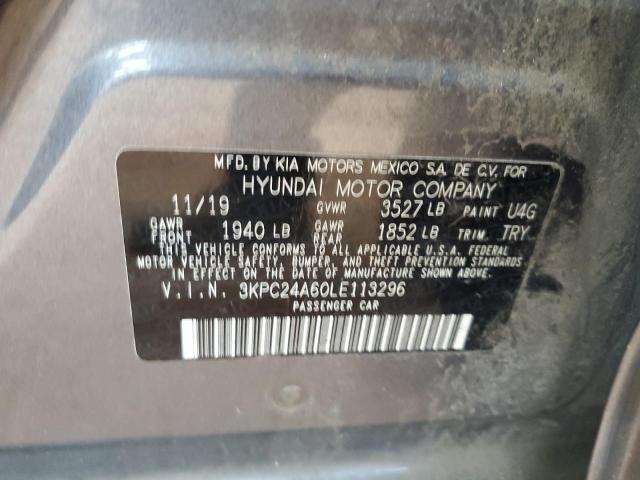 MFD. BY KIA MOTORS MEXICO S.A. DE C.V. FOR
HYUNDAI MOTOR COMPANY
11/19 GVWR 3527 LB PAINT U4G
GAWR FRONT 1940 LB GAWR REAR 1852 LB TRIM. TRY
THIS VEHICLE CONFORMS TO ALL APPLICABLE U.S.A. FEDERAL
MOTOR VEHICLE SAFETY, BUMPER, AND THEFT PREVENTION
STANDARDS IN EFFECT ON THE DATE OF MANUFACTURE SHOWN ABOVE.
V.I.N. 3KPC24A60LE113296
PASSENGER CAR